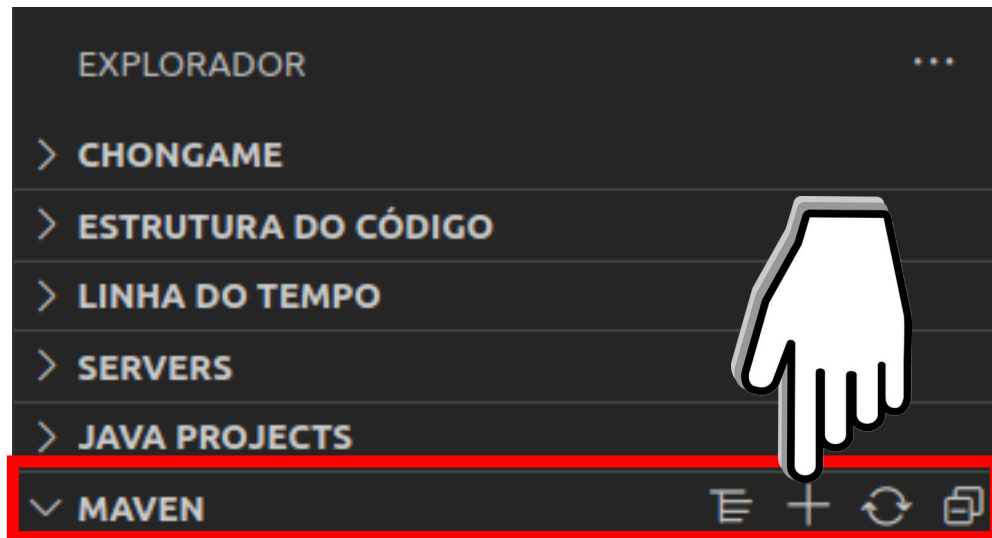 EXPLORADOR
CHONGAME
ESTRUTURA DO CÓDIGO
LINHA DO TEMPO
SERVERS
JAVA PROJECTS
MAVEN